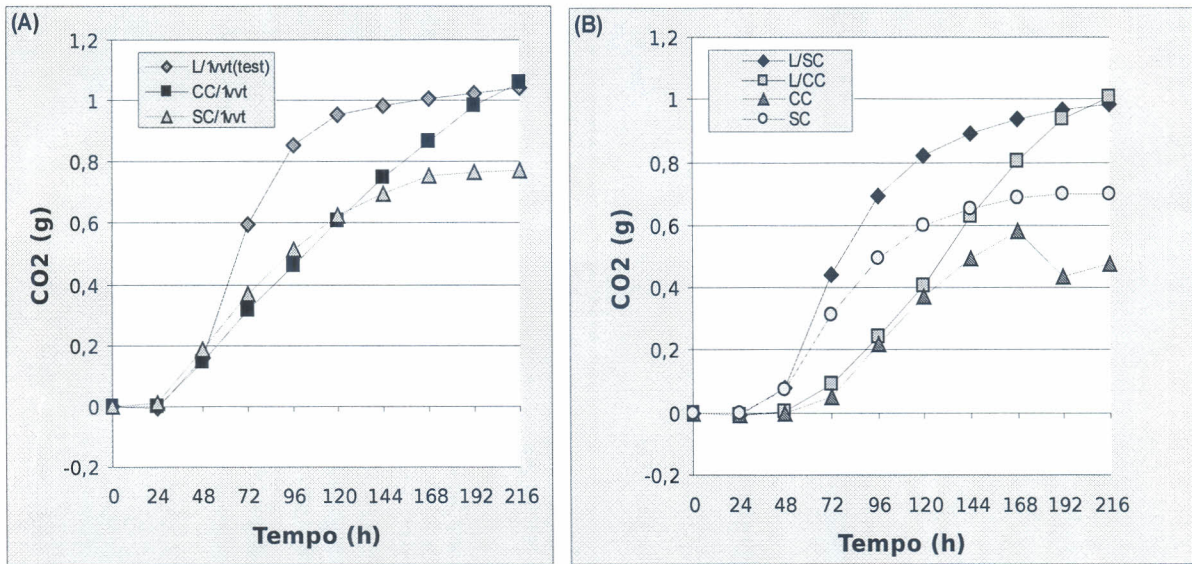 (A)
1,2
1
0,8
0,6
0,4
0,2
0
-0,2
CO2 (g)
CC/1vvt
SC/1vvt
0 24 48 72 96 120 144 168 192 216
Tempo (h)
(B)
1,2
1
0,8
0,6
0,4
0,2
0
-0,2
CO2 (g)
L/SC
L/CC
CC
SC
0 24 48 72 96 120 144 168 192 216
Tempo (h)